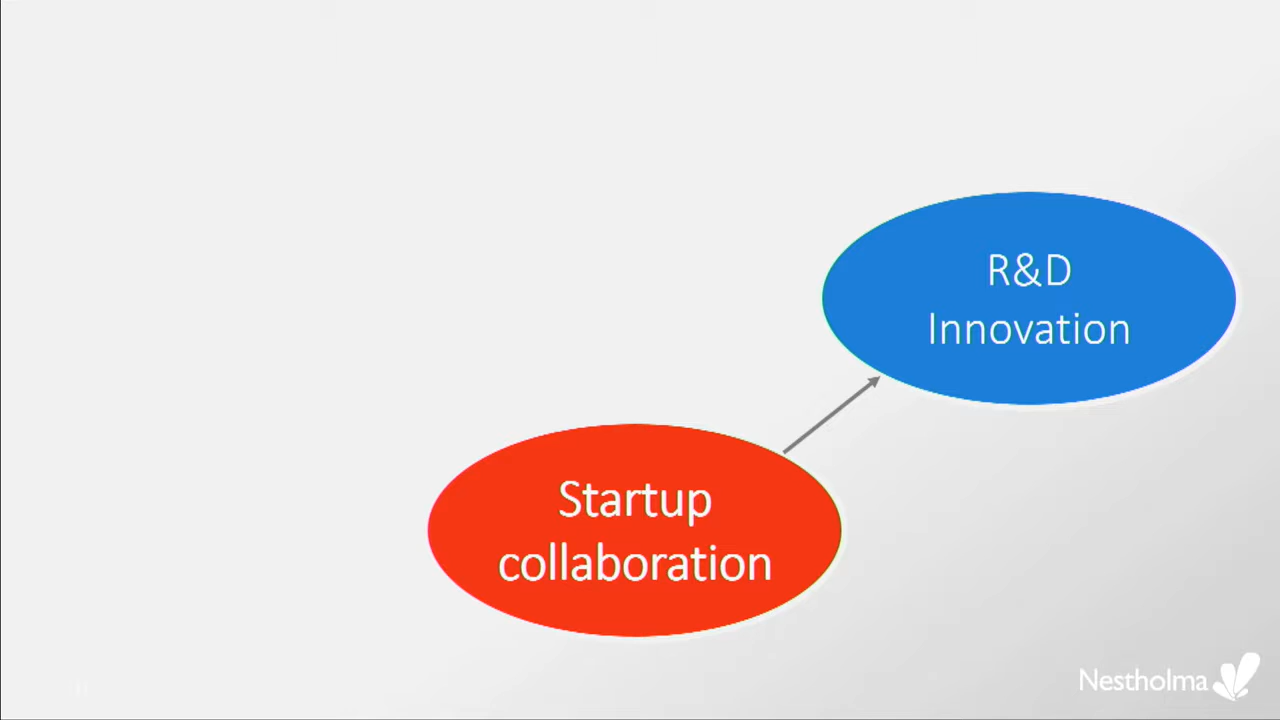 R&D
Innovation
Startup
collaboration
Nestholma